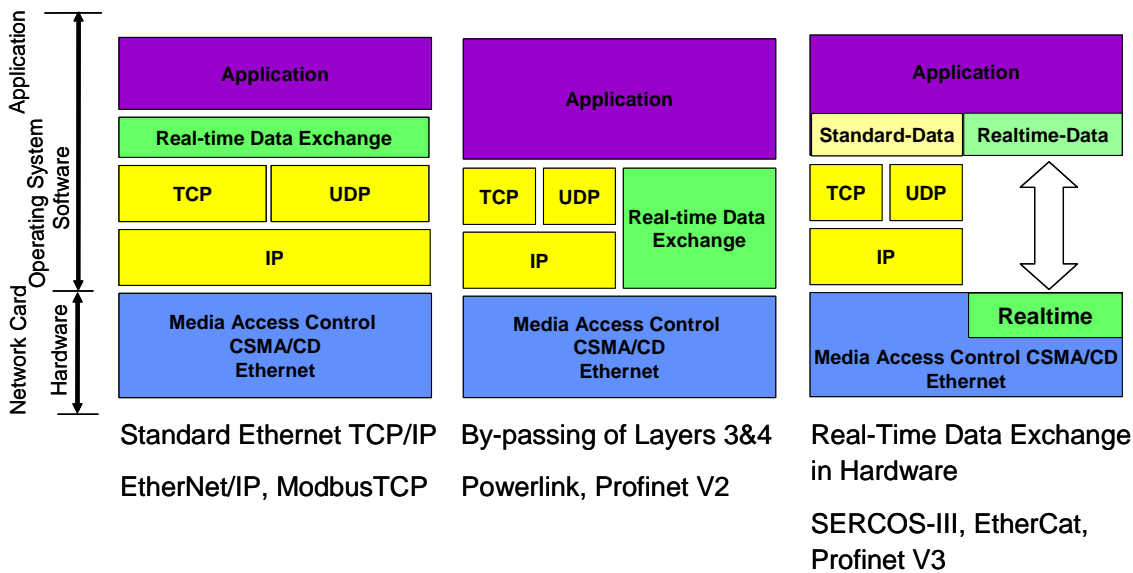 Application
Operating System
Software
Network Card
Hardware
Application
Real-time Data Exchange
TCP
UDP
IP
Media Access Control
CSMA/CD
Ethernet
Standard Ethernet TCP/IP
EtherNet/IP, ModbusTCP
Application
TCP
UDP
Real-time Data
Exchange
IP
Media Access Control
CSMA/CD
Ethernet
By-passing of Layers 3&4
Powerlink, Profinet V2
Application
Standard-Data
Realtime-Data
TCP
UDP
IP
Realtime
Media Access Control CSMA/CD
Ethernet
Real-Time Data Exchange
in Hardware
SERCOS-III, EtherCat,
Profinet V3